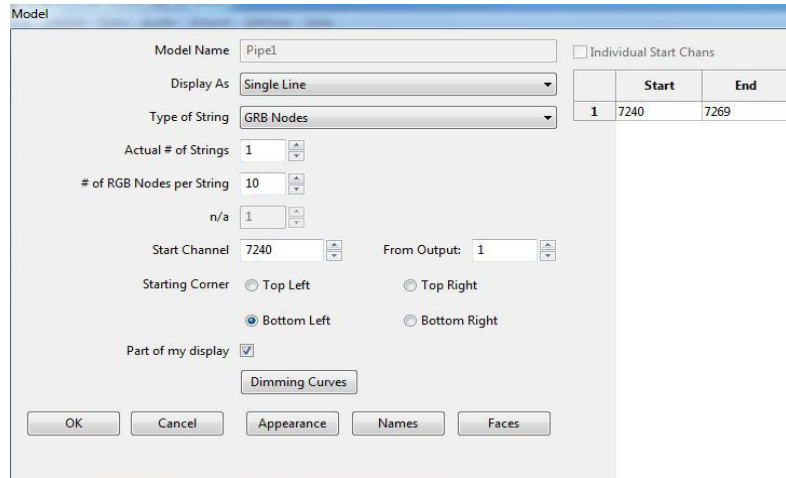 Model
Model Name Pipe1
Individual Start Chans
Display As Single Line
Start End
Type of String GRB Nodes
1 7240 7269
Actual # of Strings 1
# of RGB Nodes per String 10
n/a 1
Start Channel 7240 From Output: 1
Starting Corner Top Left Top Right
Bottom Left Bottom Right
Part of my display
Dimming Curves
OK Cancel Appearance Names Faces